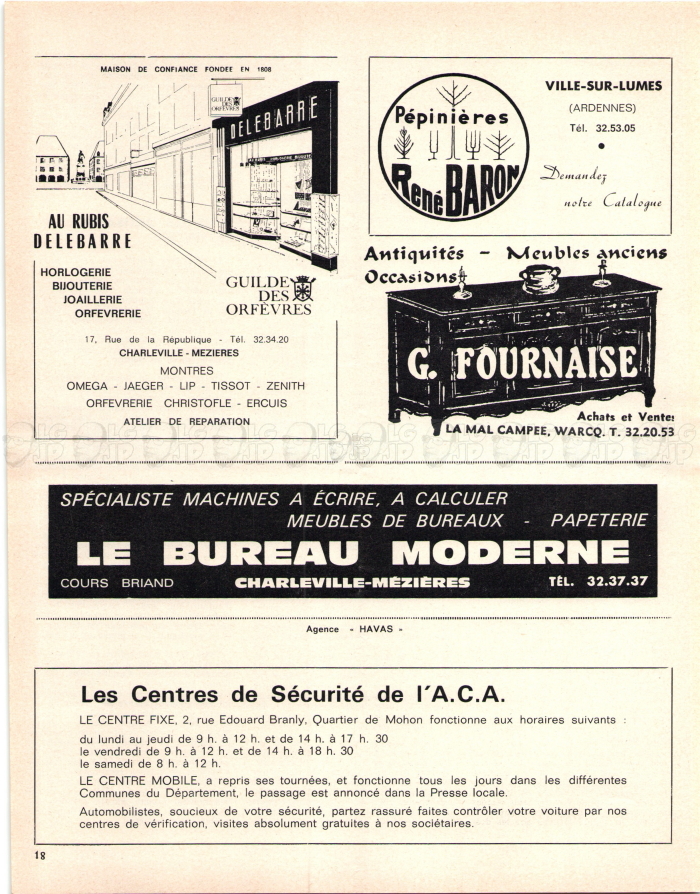 MAISON DE CONFIANCE FONDEE EN 1808
GUILDE
DES
ORFEVRES
DELEBARRE
AU RUBIS
DELEBARRE
HORLOGERIE
BIJOUTERIE
JOAILLERIE
ORFEVRERIE
GUILDE
DES
ORFÈVRES
17, Rue de la République - Tél. 32.34.20
CHARLEVILLE - MEZIERES
MONTRES
OMEGA - JAEGER - LIP - TISSOT - ZENITH
ORFEVRERIE CHRISTOFLE - ERCUIS
ATELIER DE REPARATION
Pépinières
René BARON
VILLE-SUR-LUMES
(ARDENNES)
Tél. 32.53.05
Demandez
notre Catalogue
Antiquités - Meubles anciens
Occasions
G. FOURNAISE
Achats et Ventes
LA MAL CAMPEE, WARCQ. T. 32.20.53
SPÉCIALISTE MACHINES A ÉCRIRE, A CALCULER
MEUBLES DE BUREAUX - PAPETERIE
LE BUREAU MODERNE
COURS BRIAND CHARLEVILLE-MÉZIÈRES TÉL. 32.37.37
Agence « HAVAS »
Les Centres de Sécurité de l'A.C.A.
LE CENTRE FIXE, 2, rue Edouard Branly, Quartier de Mohon fonctionne aux horaires suivants :
du lundi au jeudi de 9 h. à 12 h. et de 14 h. à 17 h. 30
le vendredi de 9 h. à 12 h. et de 14 h. à 18 h. 30
le samedi de 8 h. à 12 h.
LE CENTRE MOBILE, a repris ses tournées, et fonctionne tous les jours dans les différentes
Communes du Département, le passage est annoncé dans la Presse locale.
Automobilistes, soucieux de votre sécurité, partez rassuré faites contrôler votre voiture par nos
centres de vérification, visites absolument gratuites à nos sociétaires.
18